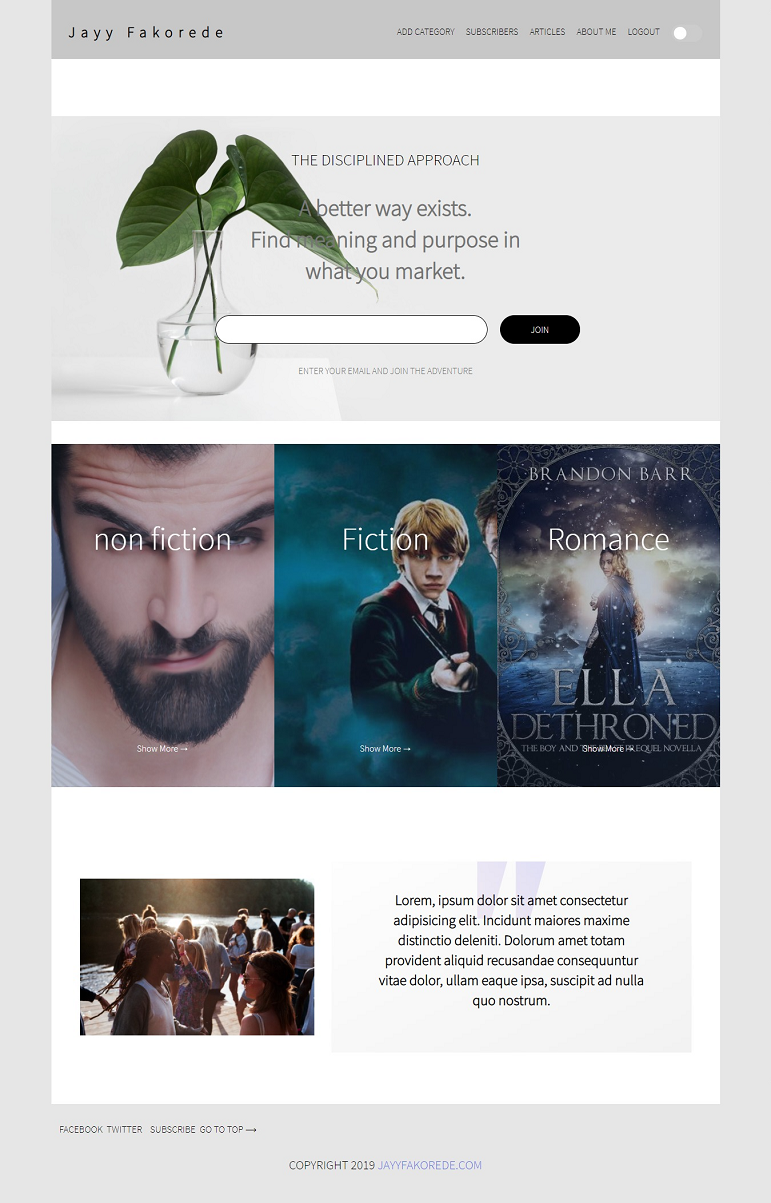 Jayy Fakorede
ADD CATEGORY SUBSCRIBERS ARTICLES ABOUT ME LOGOUT
THE DISCIPLINED APPROACH
A better way exists.
Find meaning and purpose in
what you market.
JOIN
ENTER YOUR EMAIL AND JOIN THE ADVENTURE
BRANDON BARR
non fiction
Fiction
Romance
ELLA
DETHRONED
THE BOY AND PREQUEL NOVELLA
Show More →
Show More →
Show More →
"
Lorem, ipsum dolor sit amet consectetur
adipisicing elit. Incidunt maiores maxime
distinctio deleniti. Dolorum amet totam
provident aliquid recusandae consequuntur
vitae dolor, ullam eaque ipsa, suscipit ad nulla
quo nostrum.
FACEBOOK TWITTER SUBSCRIBE GO TO TOP ⟶
COPYRIGHT 2019 JAYYFAKOREDE.COM